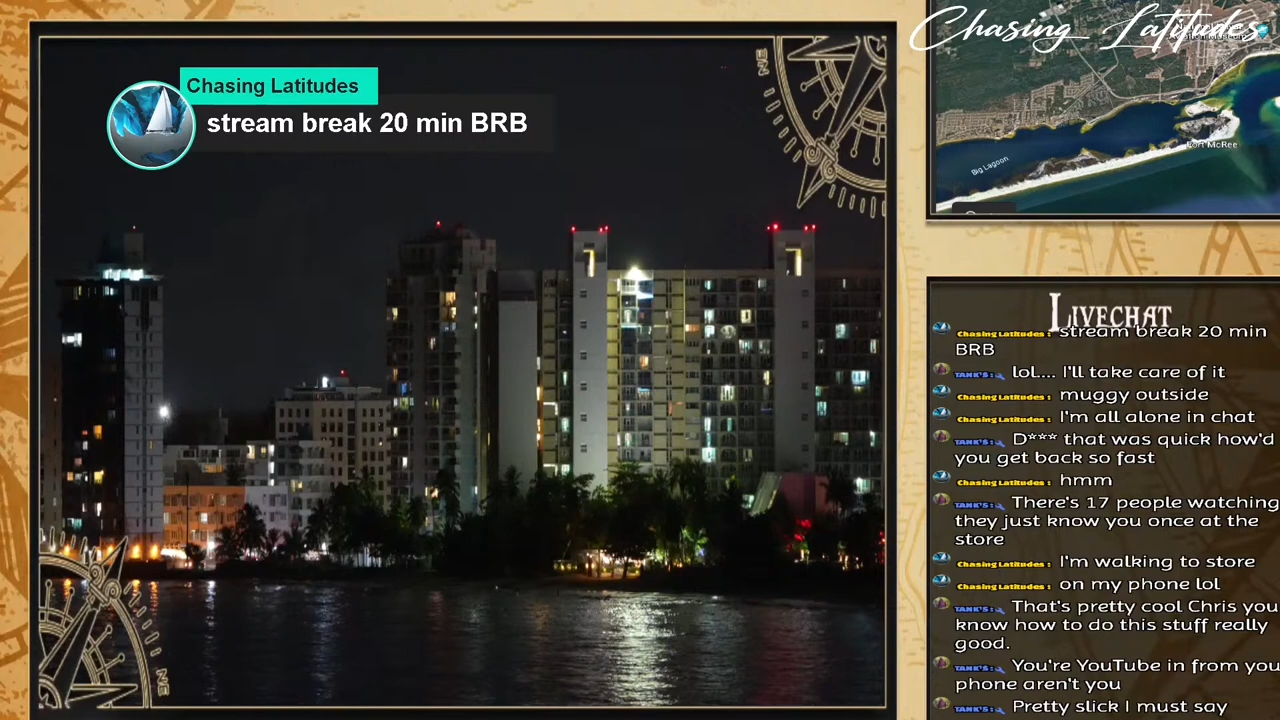 Chasing Latitudes
Chasing Latitudes
stream break 20 min BRB
NE
NE
Big Lagoon
Fort McRee
LIVECHAT
Chasing Latitudes : stream break 20 min
BRB
TANK'S : lol.... I'll take care of it
Chasing Latitudes : muggy outside
Chasing Latitudes : I'm all alone in chat
TANK'S : D*** that was quick how'd
you get back so fast
Chasing Latitudes : hmm
TANK'S : There's 17 people watching
they just know you once at the
store
Chasing Latitudes : I'm walking to store
Chasing Latitudes : on my phone lol
TANK'S : That's pretty cool Chris you
know how to do this stuff really
good.
TANK'S : You're YouTube in from you
phone aren't you
TANK'S : Pretty slick I must say